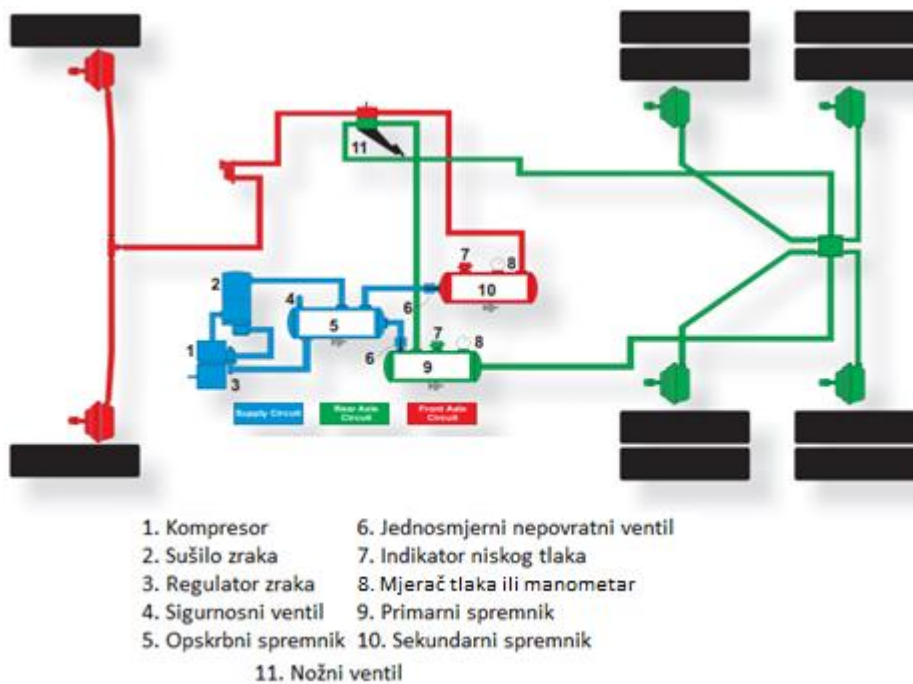 11
7
8
2
4
10
6
5
7
8
1
6
9
3
Supply Circuit
Rear Axle
Circuit
Front Axle
Circuit
1. Kompresor
2. Sušilo zraka
3. Regulator zraka
4. Sigurnosni ventil
5. Opskrbni spremnik
6. Jednosmjerni nepovratni ventil
7. Indikator niskog tlaka
8. Mjerač tlaka ili manometar
9. Primarni spremnik
10. Sekundarni spremnik
11. Nožni ventil